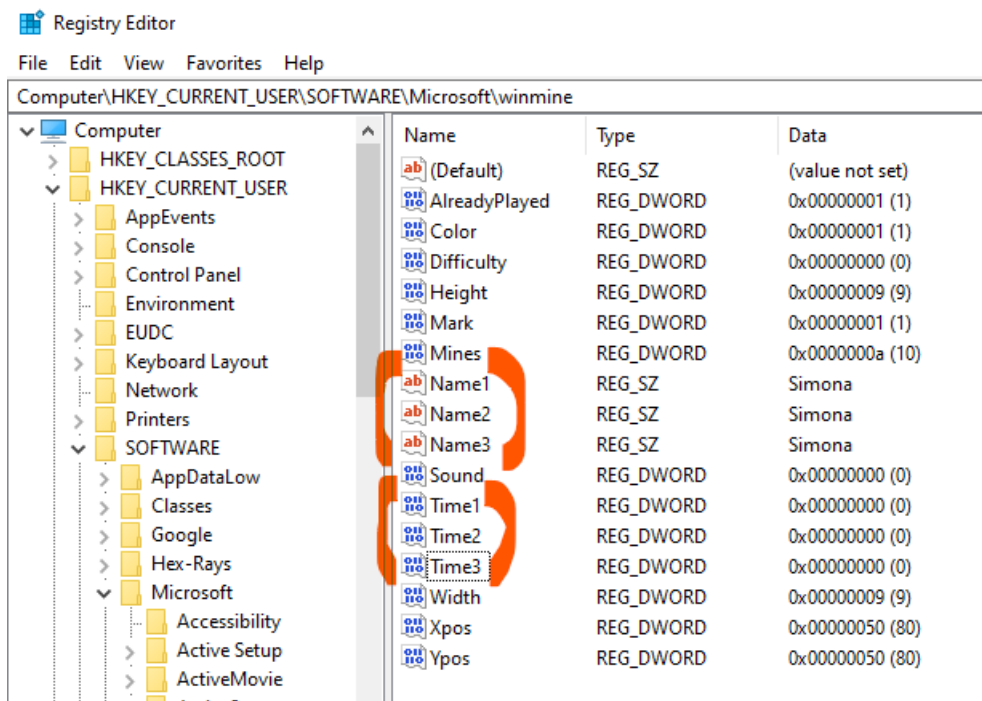 Registry Editor
File Edit View Favorites Help
Computer\HKEY_CURRENT_USER\SOFTWARE\Microsoft\winmine
Computer
HKEY_CLASSES_ROOT
HKEY_CURRENT_USER
AppEvents
Console
Control Panel
Environment
EUDC
Keyboard Layout
Network
Printers
SOFTWARE
AppDataLow
Classes
Google
Hex-Rays
Microsoft
Accessibility
Active Setup
ActiveMovie
Name Type Data
(Default) REG_SZ (value not set)
AlreadyPlayed REG_DWORD 0x00000001 (1)
Color REG_DWORD 0x00000001 (1)
Difficulty REG_DWORD 0x00000000 (0)
Height REG_DWORD 0x00000009 (9)
Mark REG_DWORD 0x00000001 (1)
Mines REG_DWORD 0x0000000a (10)
Name1 REG_SZ Simona
Name2 REG_SZ Simona
Name3 REG_SZ Simona
Sound REG_DWORD 0x00000000 (0)
Time1 REG_DWORD 0x00000000 (0)
Time2 REG_DWORD 0x00000000 (0)
Time3 REG_DWORD 0x00000000 (0)
Width REG_DWORD 0x00000009 (9)
Xpos REG_DWORD 0x00000050 (80)
Ypos REG_DWORD 0x00000050 (80)